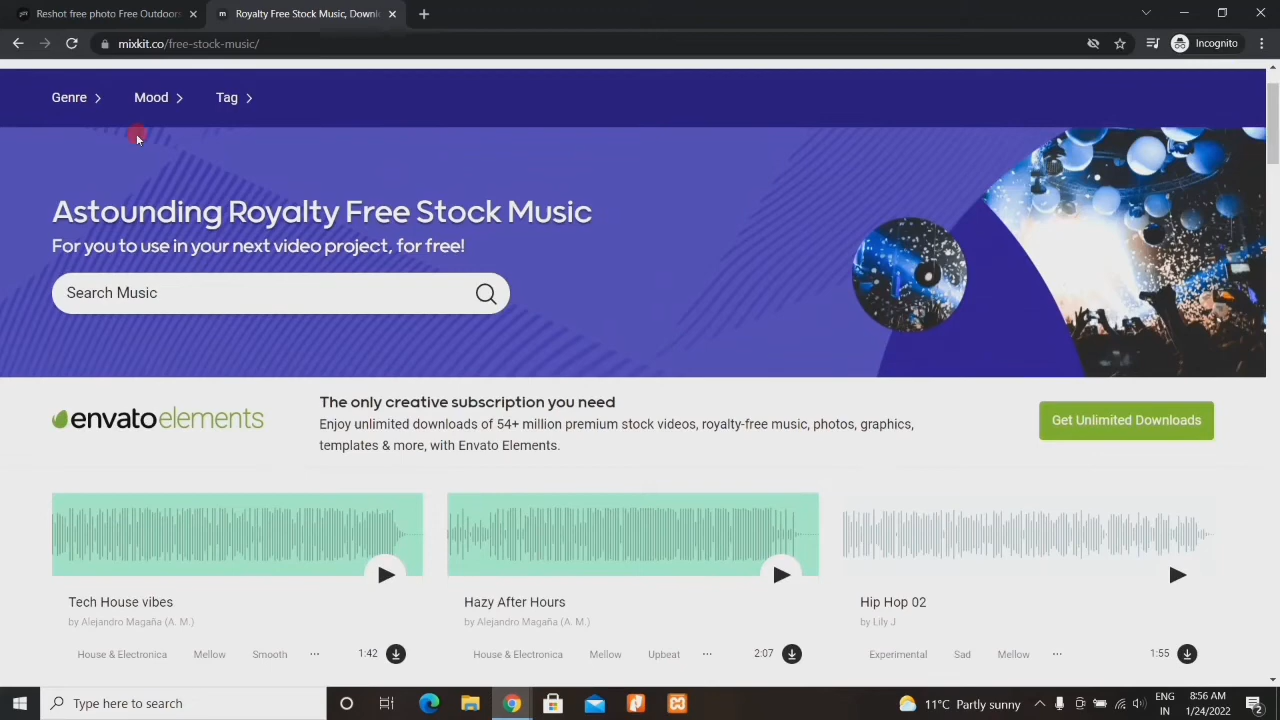 Reshot free photo Free Outdoors
Royalty Free Stock Music, Downl
mixkit.co/free-stock-music/
Incognito
Genre
Mood
Tag
Astounding Royalty Free Stock Music
For you to use in your next video project, for free!
Search Music
envatoelements
The only creative subscription you need
Enjoy unlimited downloads of 54+ million premium stock videos, royalty-free music, photos, graphics,
templates & more, with Envato Elements.
Get Unlimited Downloads
Tech House vibes
by Alejandro Magaña (A. M.)
House & Electronica Mellow Smooth ... 1:42
Hazy After Hours
by Alejandro Magaña (A. M.)
House & Electronica Mellow Upbeat ... 2:07
Hip Hop 02
by Lily J
Experimental Sad Mellow ... 1:55
Type here to search
11°C Partly sunny
ENG
IN
8:56 AM
1/24/2022
2